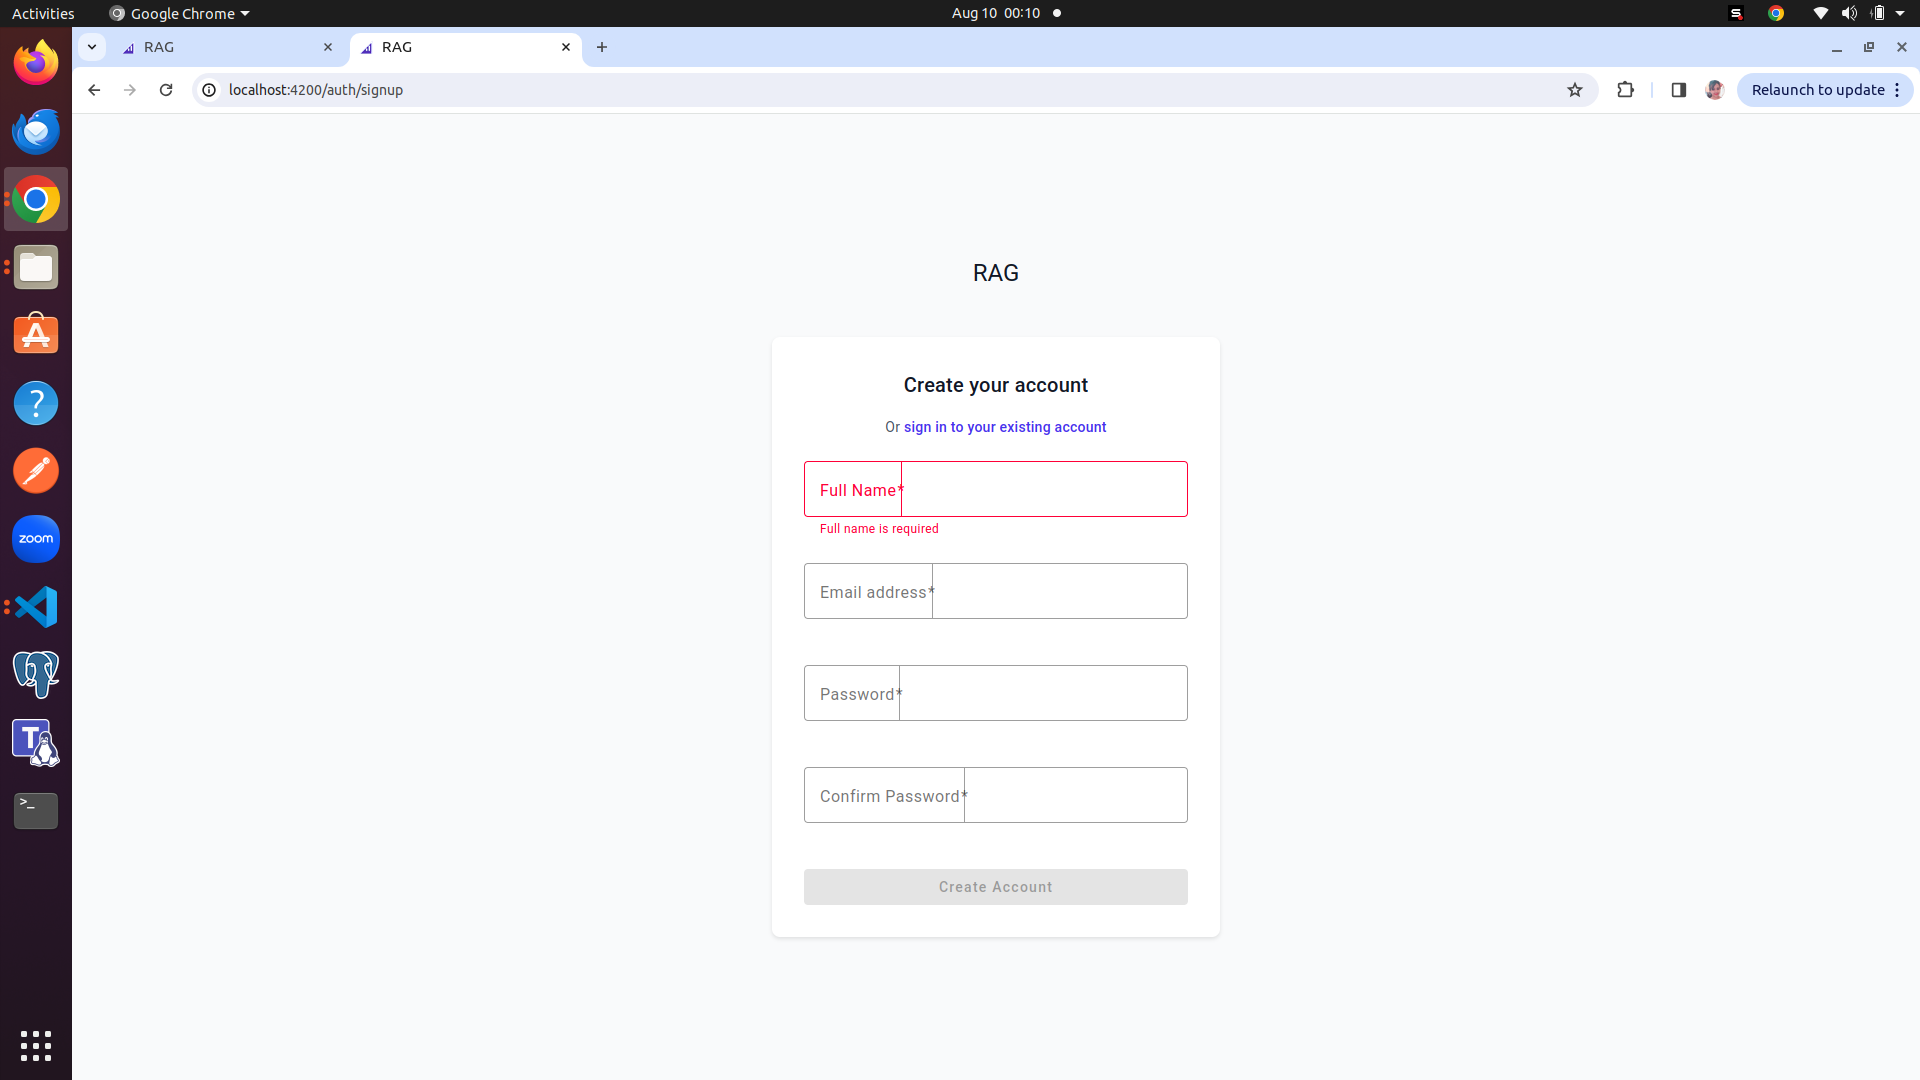 Activities
Google Chrome
Aug 10 00:10
RAG
RAG
localhost:4200/auth/signup
Relaunch to update
RAG
Create your account
Or sign in to your existing account
Full Name*
Full name is required
Email address*
Password*
Confirm Password*
Create Account
zoom
T
>_